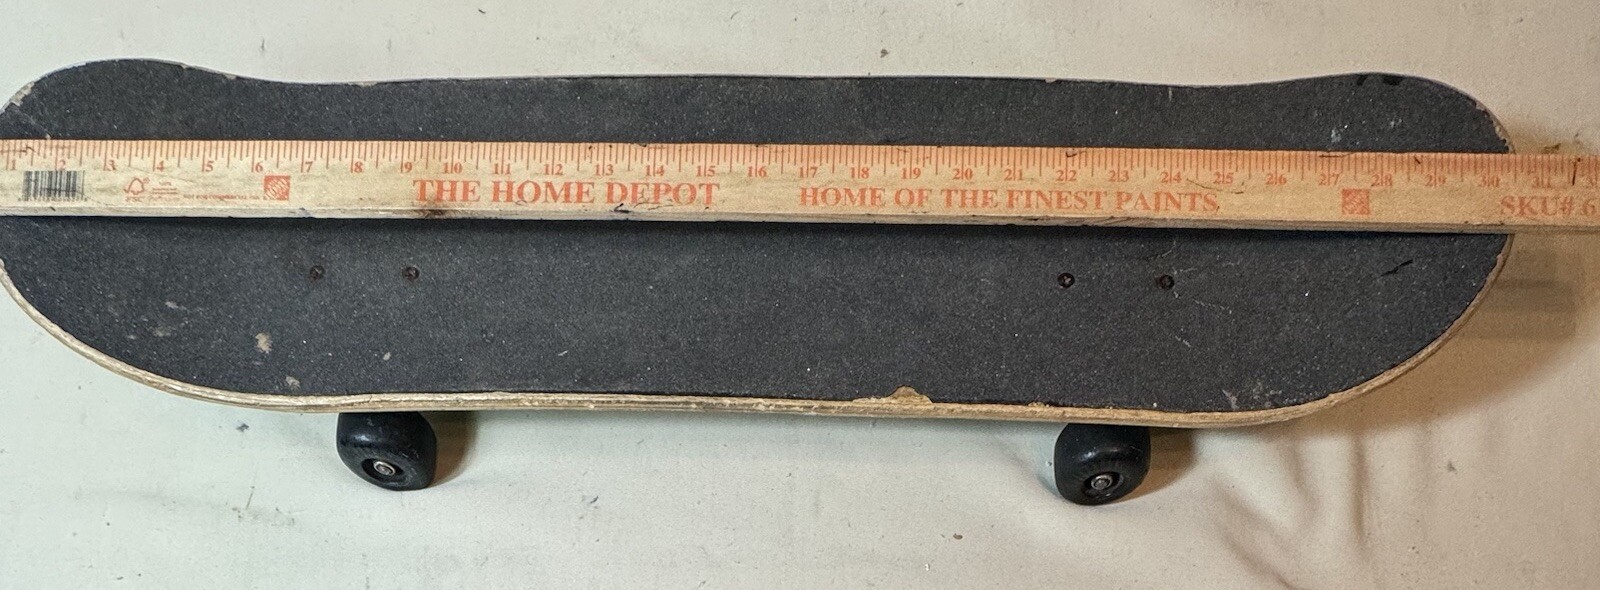 1 2 3 4 5 6 7 8 9 10 11 12 13 14 15 16 17 18 19 20 21 22 23 24 25 26 27 28 29 30 31
THE HOME DEPOT HOME OF THE FINEST PAINTS SKU# 6
FSC